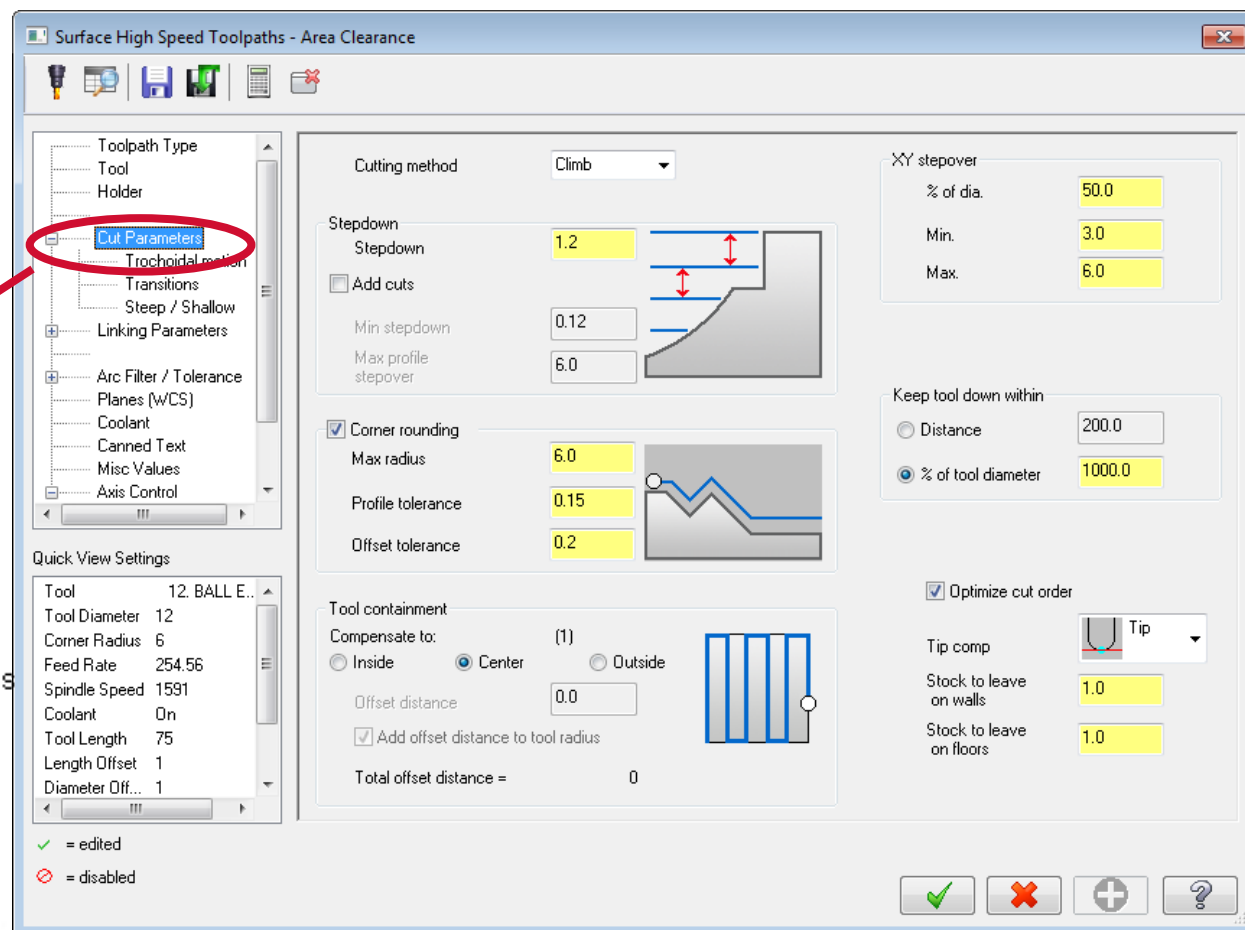 Surface High Speed Toolpaths - Area Clearance
Toolpath Type
Tool
Holder
Cut Parameters
Trochoidal motion
Transitions
Steep / Shallow
Linking Parameters
Arc Filter / Tolerance
Planes (WCS)
Coolant
Canned Text
Misc Values
Axis Control
Quick View Settings
Tool 12. BALL E...
Tool Diameter 12
Corner Radius 6
Feed Rate 254.56
Spindle Speed 1591
Coolant On
Tool Length 75
Length Offset 1
Diameter Off... 1
= edited
= disabled
s
Cutting method Climb
Stepdown
Stepdown 1.2
Add cuts
Min stepdown 0.12
Max profile
stepover 6.0
Corner rounding
Max radius 6.0
Profile tolerance 0.15
Offset tolerance 0.2
Tool containment
Compensate to: (1)
Inside Center Outside
Offset distance 0.0
Add offset distance to tool radius
Total offset distance = 0
XY stepover
% of dia. 50.0
Min. 3.0
Max. 6.0
Keep tool down within
Distance 200.0
% of tool diameter 1000.0
Optimize cut order
Tip comp Tip
Stock to leave
on walls 1.0
Stock to leave
on floors 1.0